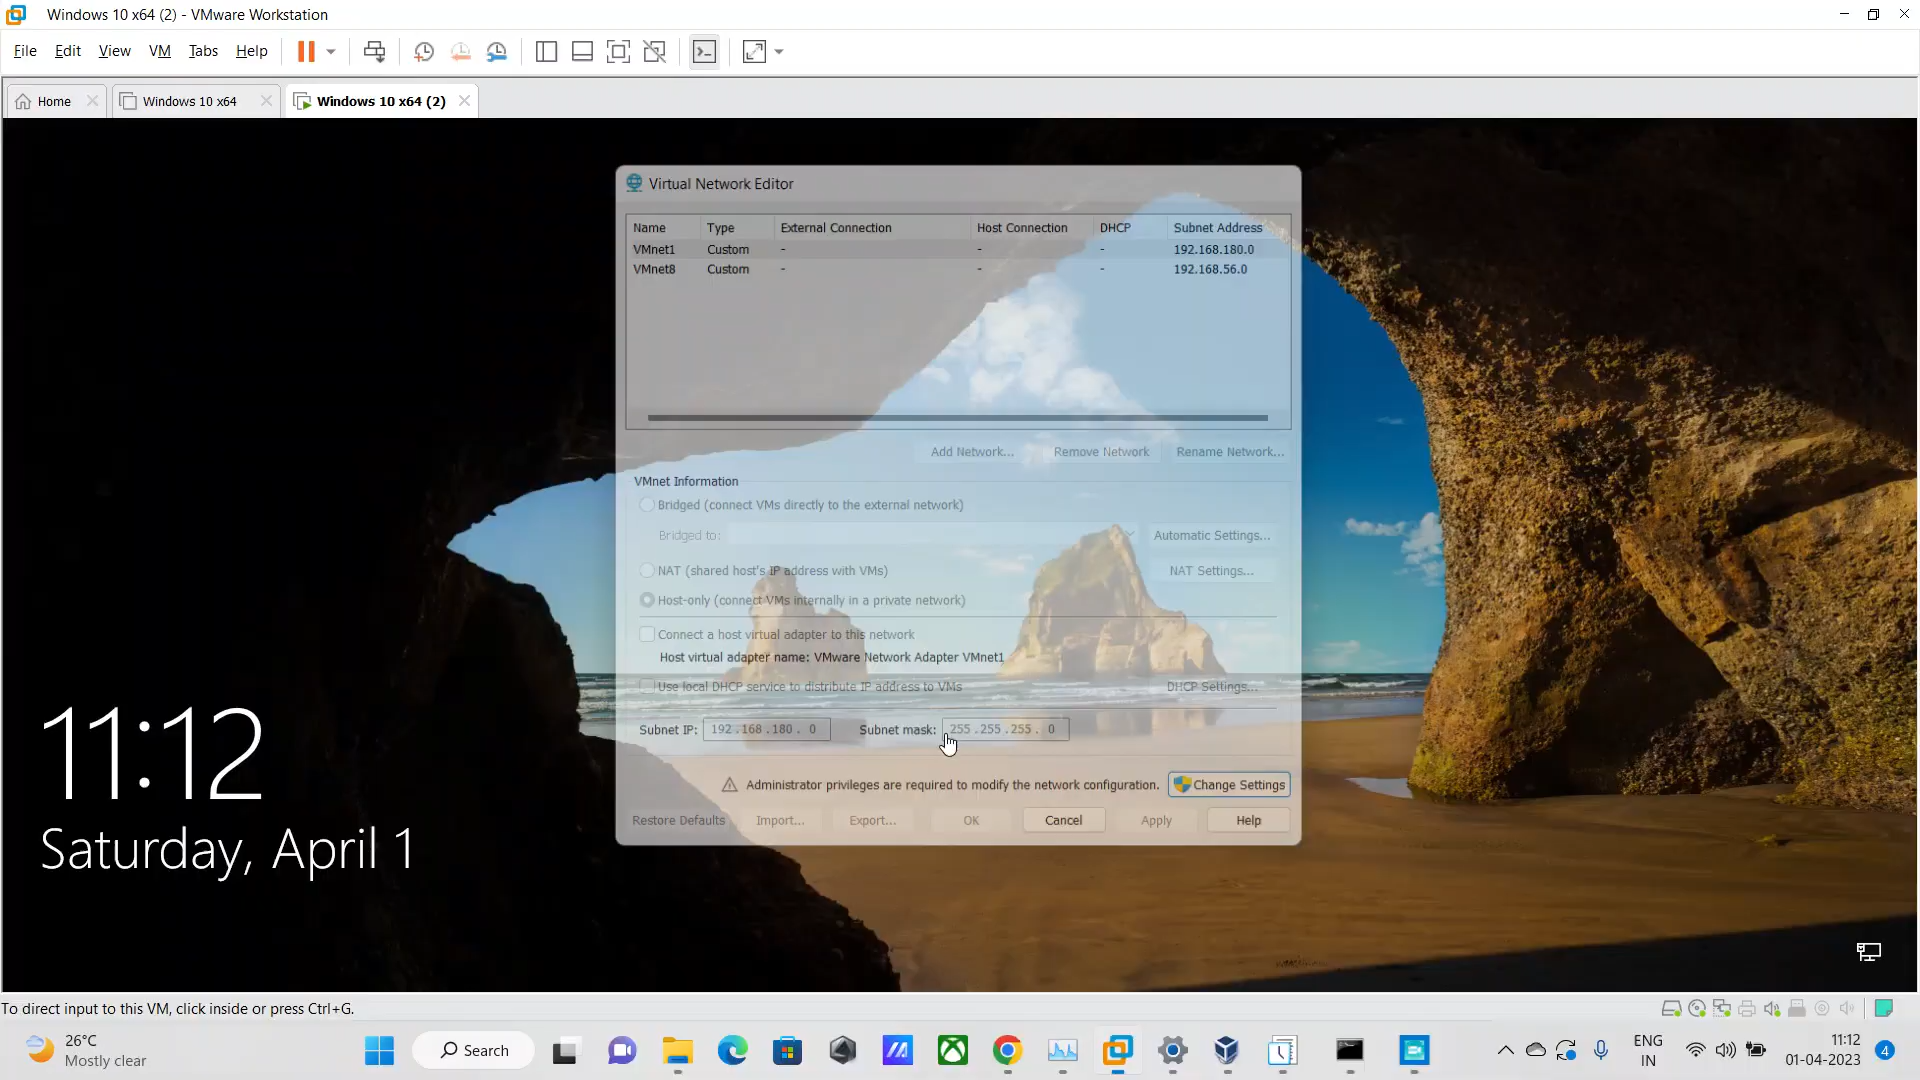 Windows 10 x64 (2) - VMware Workstation
File Edit View VM Tabs Help
Home Windows 10 x64 Windows 10 x64 (2)
Virtual Network Editor
Name Type External Connection Host Connection DHCP Subnet Address
VMnet1 Custom - - - 192.168.180.0
VMnet8 Custom - - - 192.168.56.0
Add Network... Remove Network Rename Network...
VMnet Information
Bridged (connect VMs directly to the external network)
Bridged to: Automatic Settings...
NAT (shared host's IP address with VMs) NAT Settings...
Host-only (connect VMs internally in a private network)
Connect a host virtual adapter to this network
Host virtual adapter name: VMware Network Adapter VMnet1
Use local DHCP service to distribute IP address to VMs DHCP Settings...
Subnet IP: 192.168.180. 0 Subnet mask: 255.255.255. 0
Administrator privileges are required to modify the network configuration. Change Settings
Restore Defaults Import... Export... OK Cancel Apply Help
11:12
Saturday, April 1
To direct input to this VM, click inside or press Ctrl+G.
26°C
Mostly clear
Search
ENG
IN
11:12
01-04-2023
4